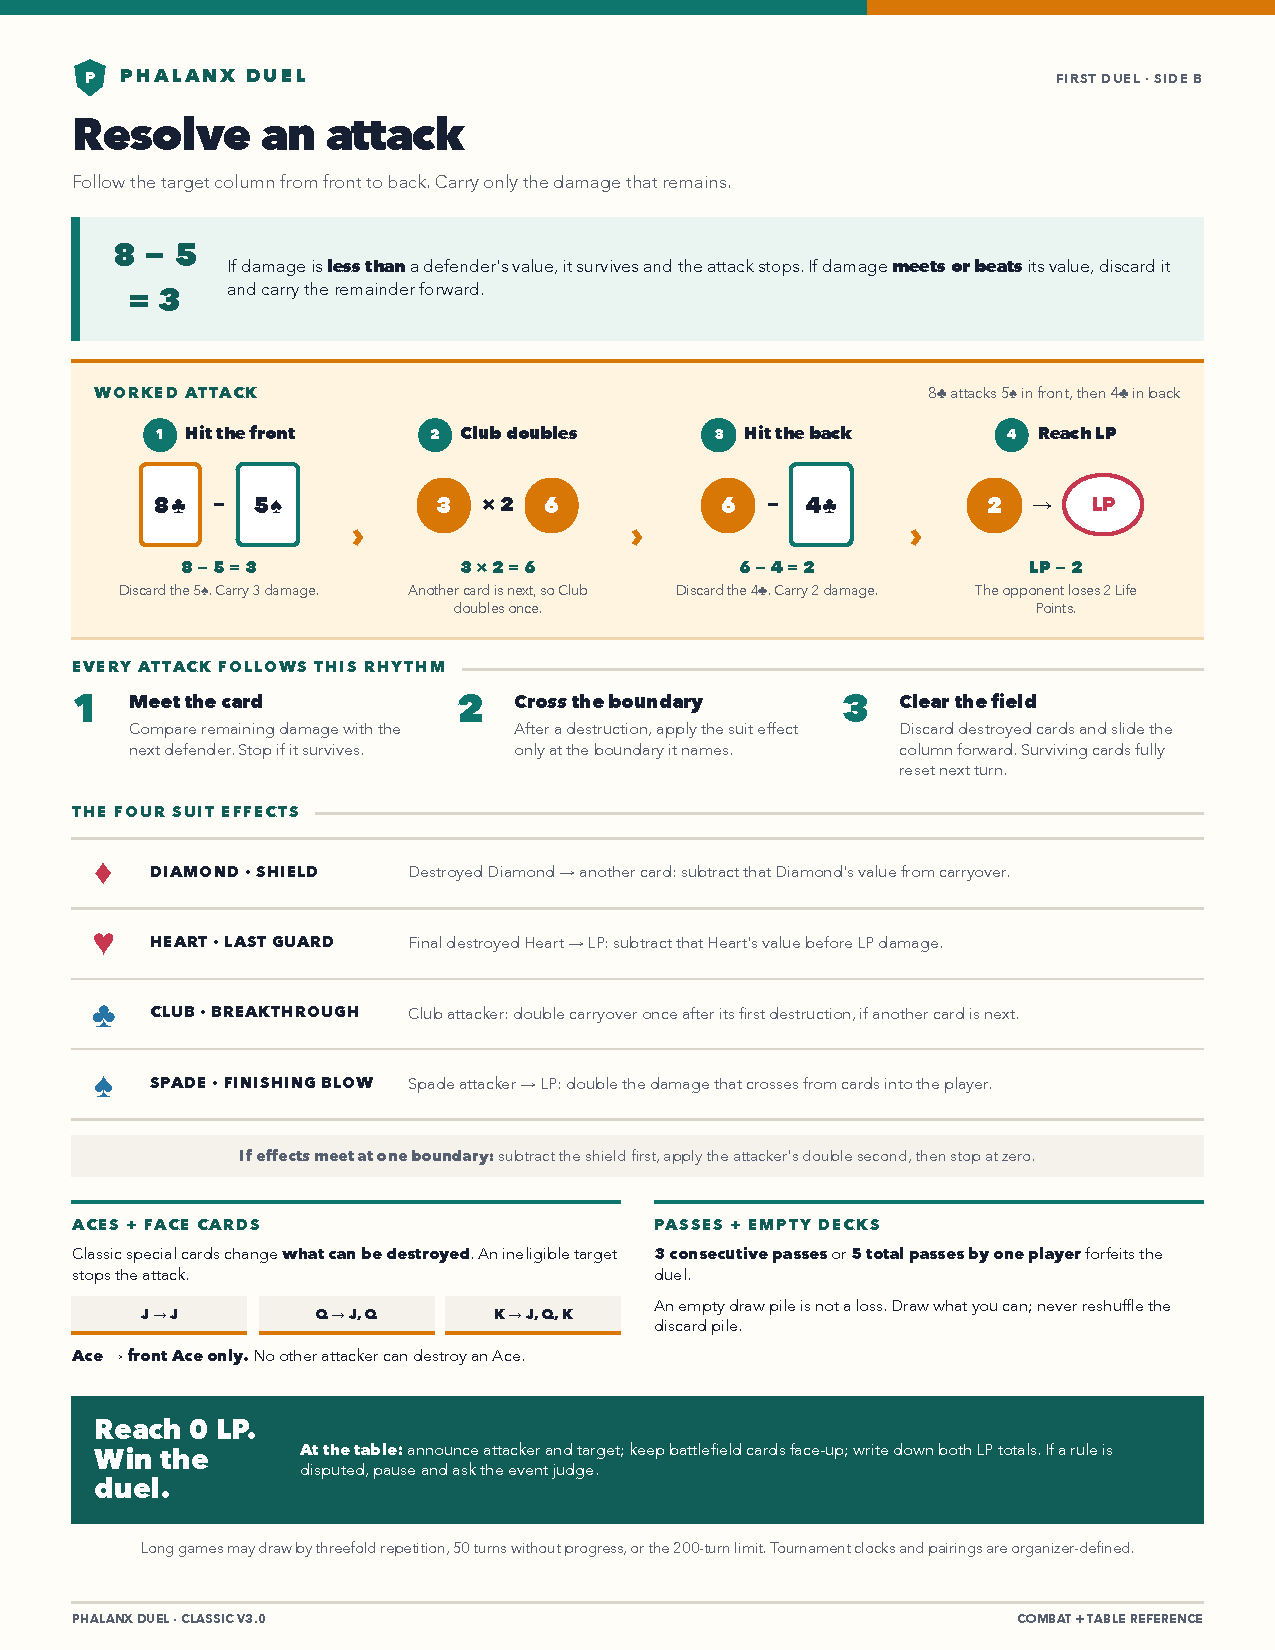 P PHALANX DUEL
FIRST DUEL · SIDE B
Resolve an attack
Follow the target column from front to back. Carry only the damage that remains.
8 – 5
= 3
If damage is less than a defender's value, it survives and the attack stops. If damage meets or beats its value, discard it
and carry the remainder forward.
WORKED ATTACK
8♣ attacks 5♠ in front, then 4♣ in back
1 Hit the front
2 Club doubles
3 Hit the back
4 Reach LP
8♣ – 5♠
›
3 × 2 6
›
6 – 4♣
›
2 → LP
8 – 5 = 3
3 × 2 = 6
6 – 4 = 2
LP – 2
Discard the 5♠. Carry 3 damage.
Another card is next, so Club
doubles once.
Discard the 4♣. Carry 2 damage.
The opponent loses 2 Life
Points.
EVERY ATTACK FOLLOWS THIS RHYTHM
1 Meet the card
Compare remaining damage with the
next defender. Stop if it survives.
2 Cross the boundary
After a destruction, apply the suit effect
only at the boundary it names.
3 Clear the field
Discard destroyed cards and slide the
column forward. Surviving cards fully
reset next turn.
THE FOUR SUIT EFFECTS
♦ DIAMOND • SHIELD Destroyed Diamond → another card: subtract that Diamond's value from carryover.
♥ HEART • LAST GUARD Final destroyed Heart → LP: subtract that Heart's value before LP damage.
♣ CLUB • BREAKTHROUGH Club attacker: double carryover once after its first destruction, if another card is next.
♠ SPADE • FINISHING BLOW Spade attacker → LP: double the damage that crosses from cards into the player.
If effects meet at one boundary: subtract the shield first, apply the attacker's double second, then stop at zero.
ACES + FACE CARDS
Classic special cards change what can be destroyed. An ineligible target
stops the attack.
J → J
Q → J, Q
K → J, Q, K
Ace → front Ace only. No other attacker can destroy an Ace.
PASSES + EMPTY DECKS
3 consecutive passes or 5 total passes by one player forfeits the
duel.
An empty draw pile is not a loss. Draw what you can; never reshuffle the
discard pile.
Reach 0 LP.
Win the
duel.
At the table: announce attacker and target; keep battlefield cards face-up; write down both LP totals. If a rule is
disputed, pause and ask the event judge.
Long games may draw by threefold repetition, 50 turns without progress, or the 200-turn limit. Tournament clocks and pairings are organizer-defined.
PHALANX DUEL · CLASSIC V3.0
COMBAT + TABLE REFERENCE